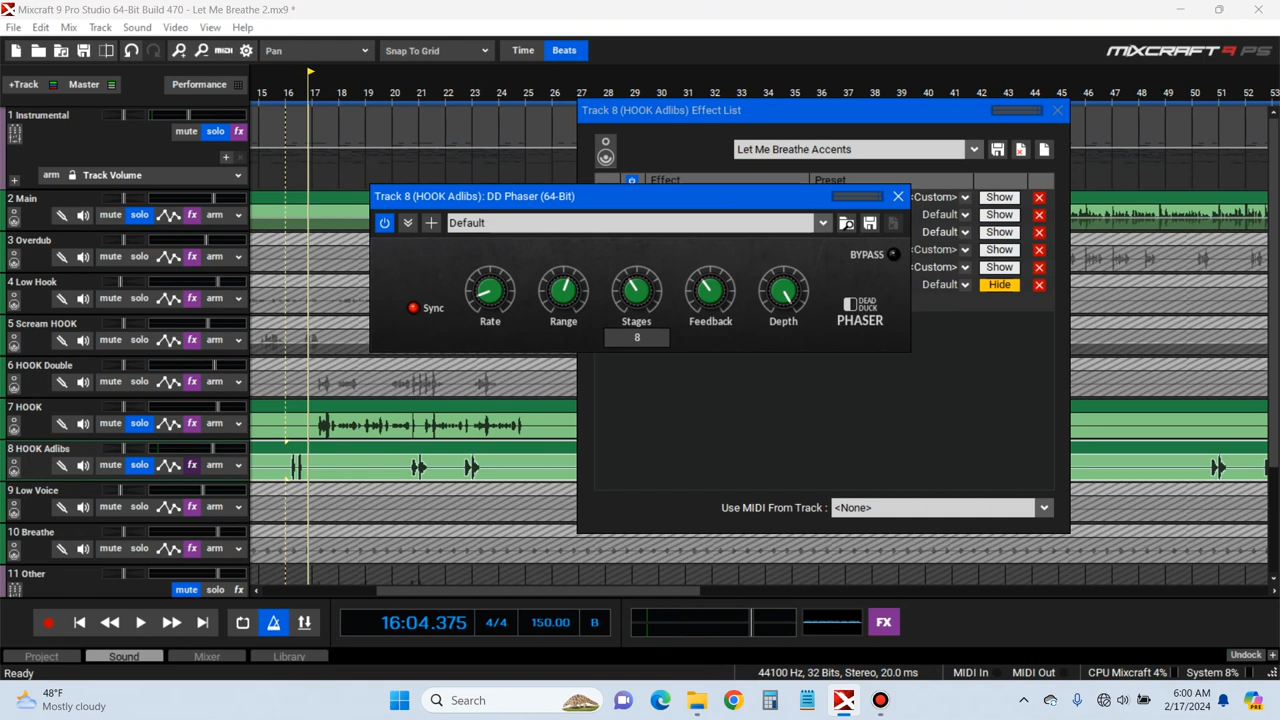 Mixcraft 9 Pro Studio 64-Bit Build 470 - Let Me Breathe 2.mx9 *
File Edit Mix Track Sound Video View Help
MIDI Pan Snap To Grid Time Beats MIXCRAFT 9 PS
+Track Master Performance
15 16 17 18 19 20 21 22 23 24 25 26 27 28 29 30 31 32 33 34 35 36 37 38 39 40 41 42 43 44 45 46 47 48 49 50 51 52 53
Track 8 (HOOK Adlibs) Effect List
1 Instrumental
mute solo fx
Let Me Breathe Accents
arm Track Volume
Effect Preset
Track 8 (HOOK Adlibs): DD Phaser (64-Bit)
2 Main
mute solo fx arm
<Custom> Show
Default Show
Default
Default Show
<Custom> Show
<Custom> Show
Default Hide
BYPASS
Sync
Rate Range Stages Feedback Depth
8
DEAD
DUCK
PHASER
3 Overdub
mute solo fx arm
4 Low Hook
mute solo fx arm
5 Scream HOOK
mute solo fx arm
6 HOOK Double
mute solo fx arm
7 HOOK
mute solo fx arm
8 HOOK Adlibs
mute solo fx arm
9 Low Voice
mute solo fx arm
Use MIDI From Track : <None>
10 Breathe
mute solo fx arm
11 Other
mute solo fx
16:04.375 4/4 150.00 B FX
Project Sound Mixer Library Undock
Ready 44100 Hz, 32 Bits, Stereo, 20.0 ms MIDI In MIDI Out CPU Mixcraft 4% System 8%
48°F
Mostly cloudy
Search
6:00 AM
2/17/2024